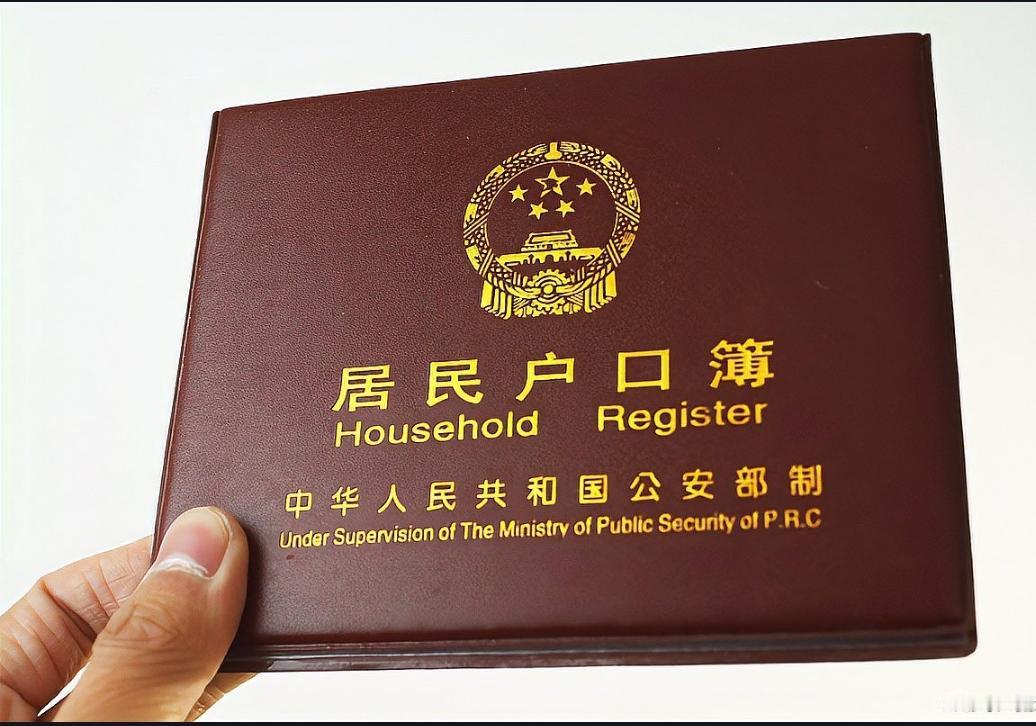 居民户口簿
Household Register
中华人民共和国公安部制
Under Supervision of The Ministry of Public Security of P.R.C